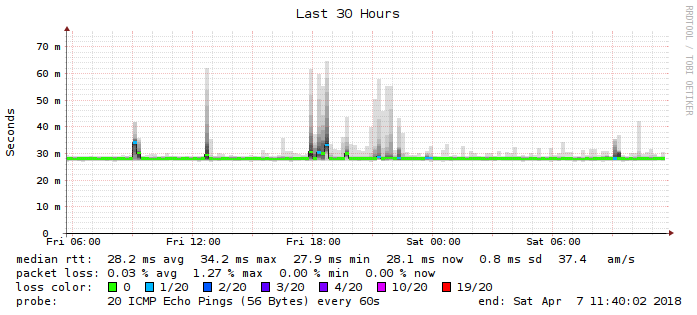 Last 30 Hours
RRDTOOL / TOBI OETIKER
Seconds
70 m
60 m
50 m
40 m
30 m
20 m
10 m
0
Fri 06:00 Fri 12:00 Fri 18:00 Sat 00:00 Sat 06:00
median rtt: 28.2 ms avg 34.2 ms max 27.9 ms min 28.1 ms now 0.8 ms sd 37.4 am/s
packet loss: 0.03 % avg 1.27 % max 0.00 % min 0.00 % now
loss color: 0 1/20 2/20 3/20 4/20 10/20 19/20
probe: 20 ICMP Echo Pings (56 Bytes) every 60s end: Sat Apr 7 11:40:02 2018